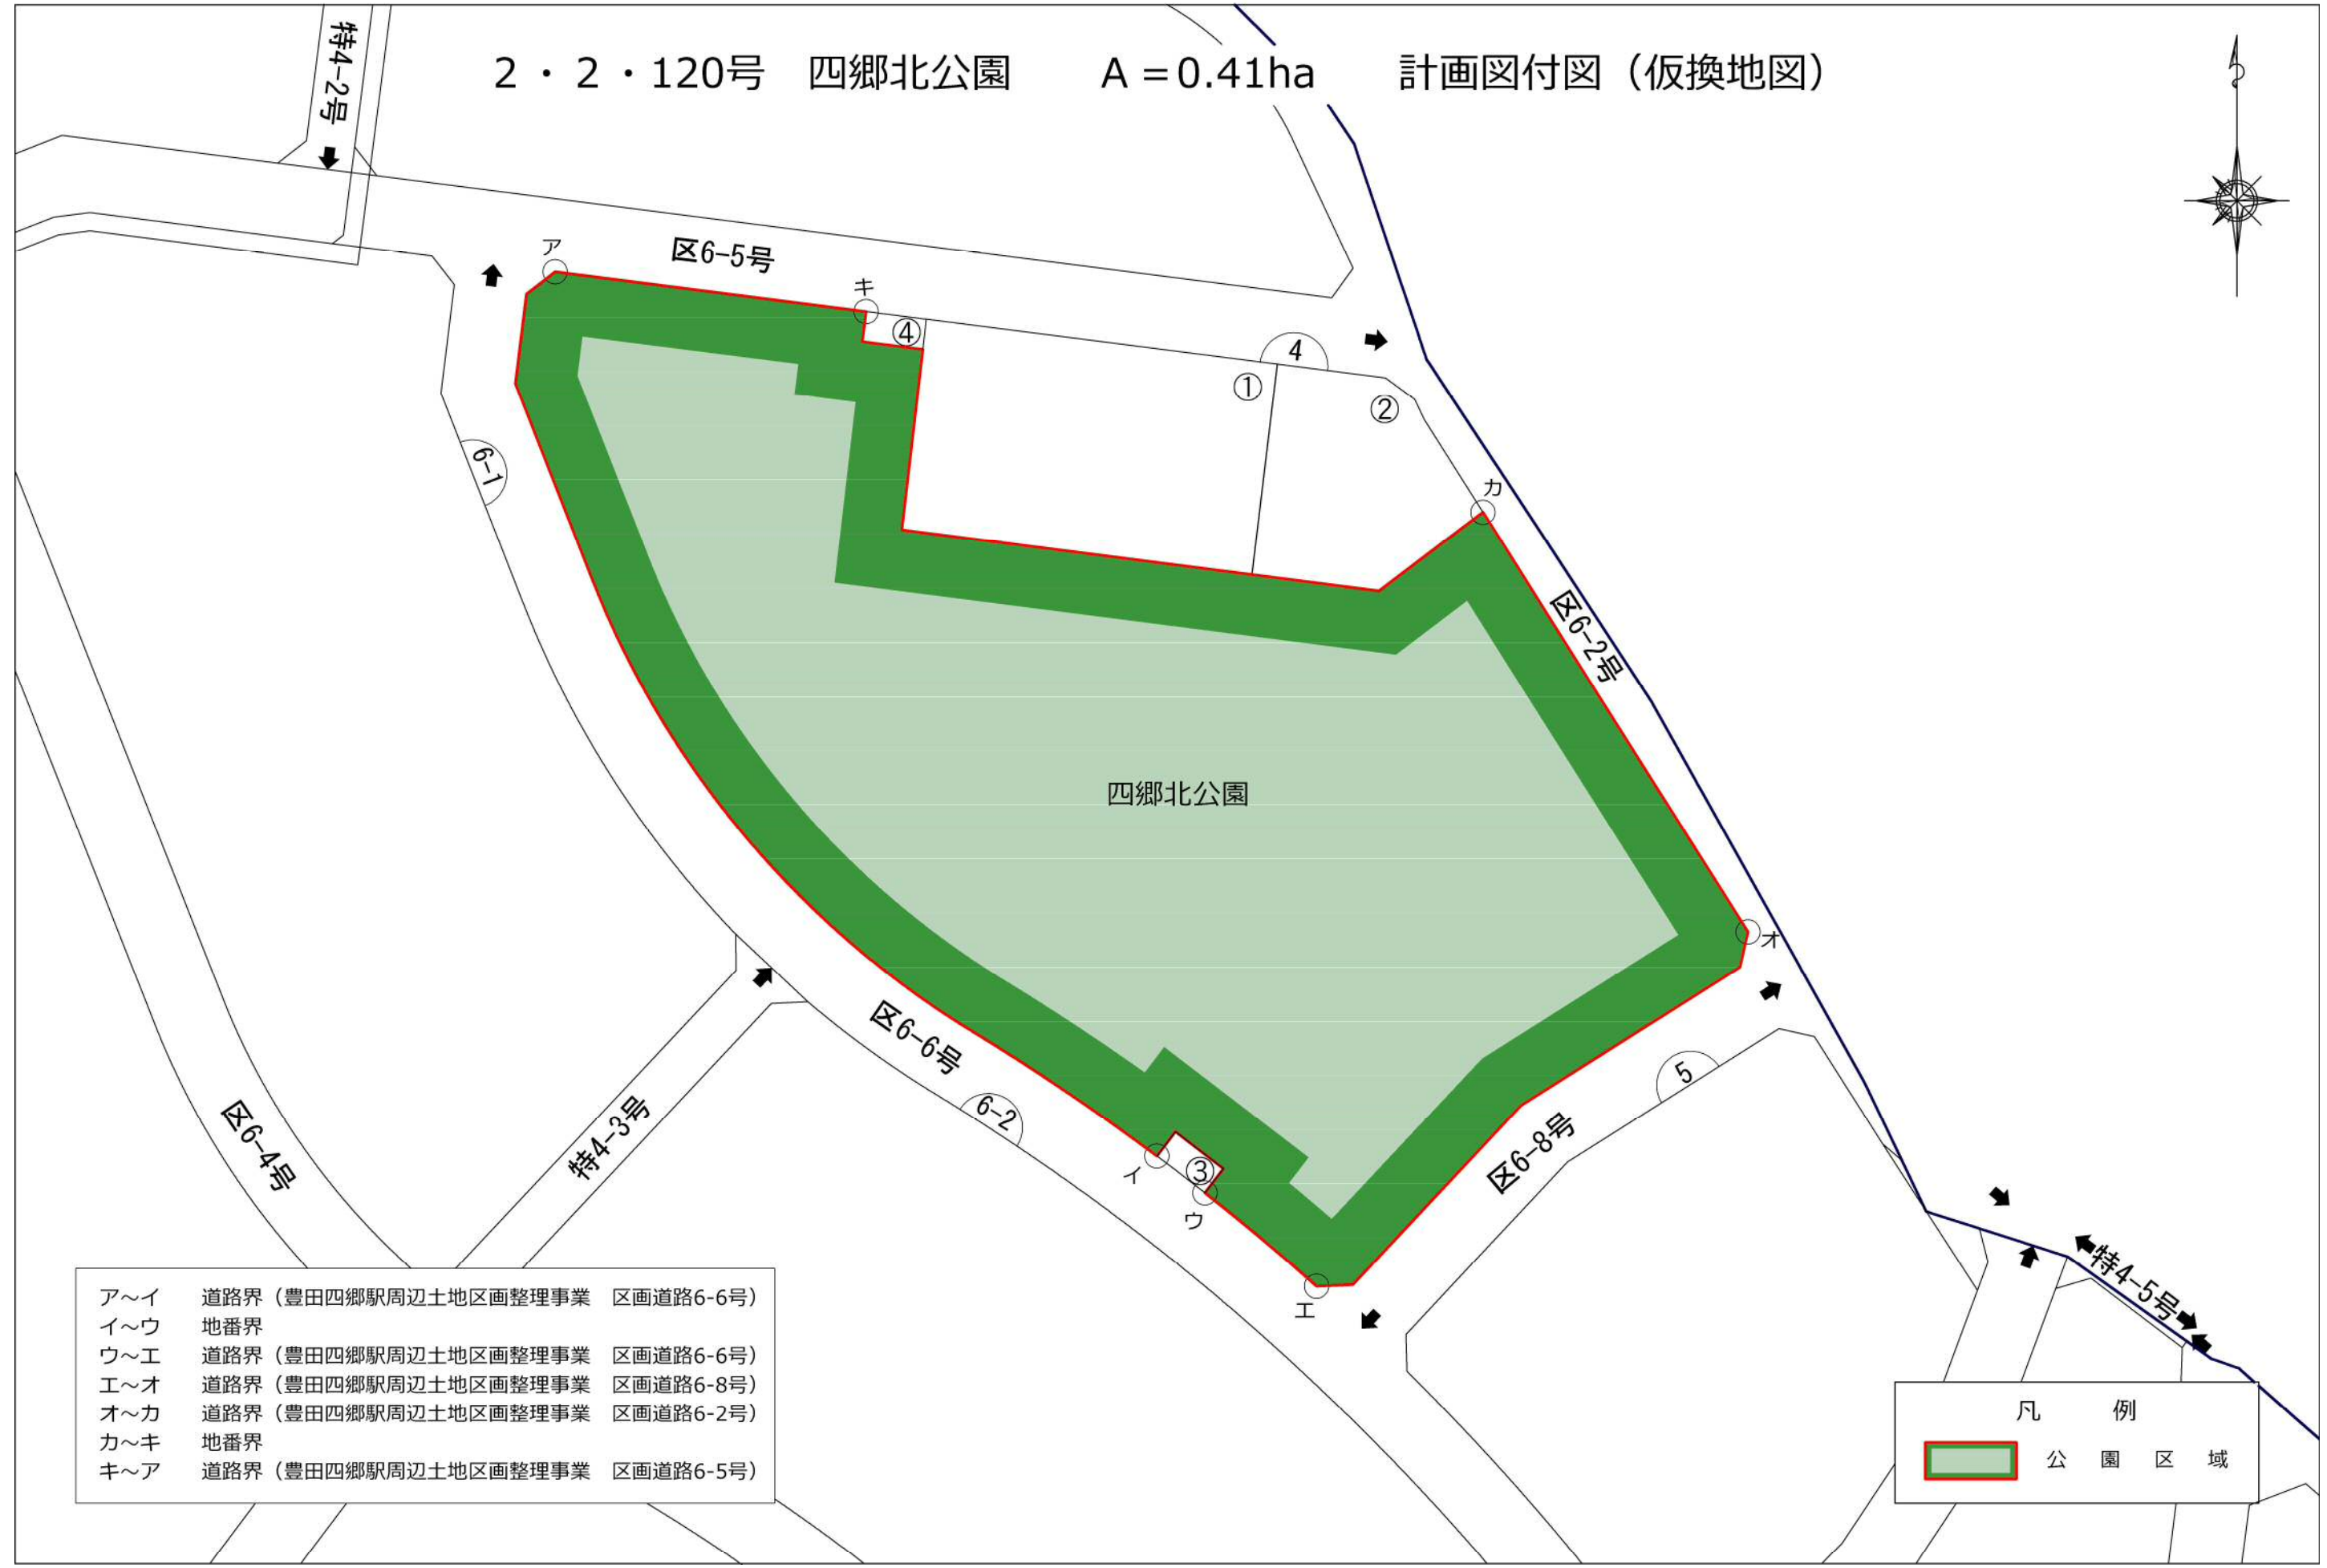 ２・２・120号　四郷北公園　　A＝0.41ha　　計画図付図（仮換地図）
特4-2号
区6-5号
ア
キ
④
4
①
②
6-1
カ
区6-2号
四郷北公園
オ
区6-6号
6-2
5
区6-8号
特4-3号
区6-4号
イ
③
ウ
エ
特4-5号
ア～イ　道路界（豊田四郷駅周辺土地区画整理事業　区画道路6-6号）
イ～ウ　地番界
ウ～エ　道路界（豊田四郷駅周辺土地区画整理事業　区画道路6-6号）
エ～オ　道路界（豊田四郷駅周辺土地区画整理事業　区画道路6-8号）
オ～カ　道路界（豊田四郷駅周辺土地区画整理事業　区画道路6-2号）
カ～キ　地番界
キ～ア　道路界（豊田四郷駅周辺土地区画整理事業　区画道路6-5号）
凡　例
公　園　区　域